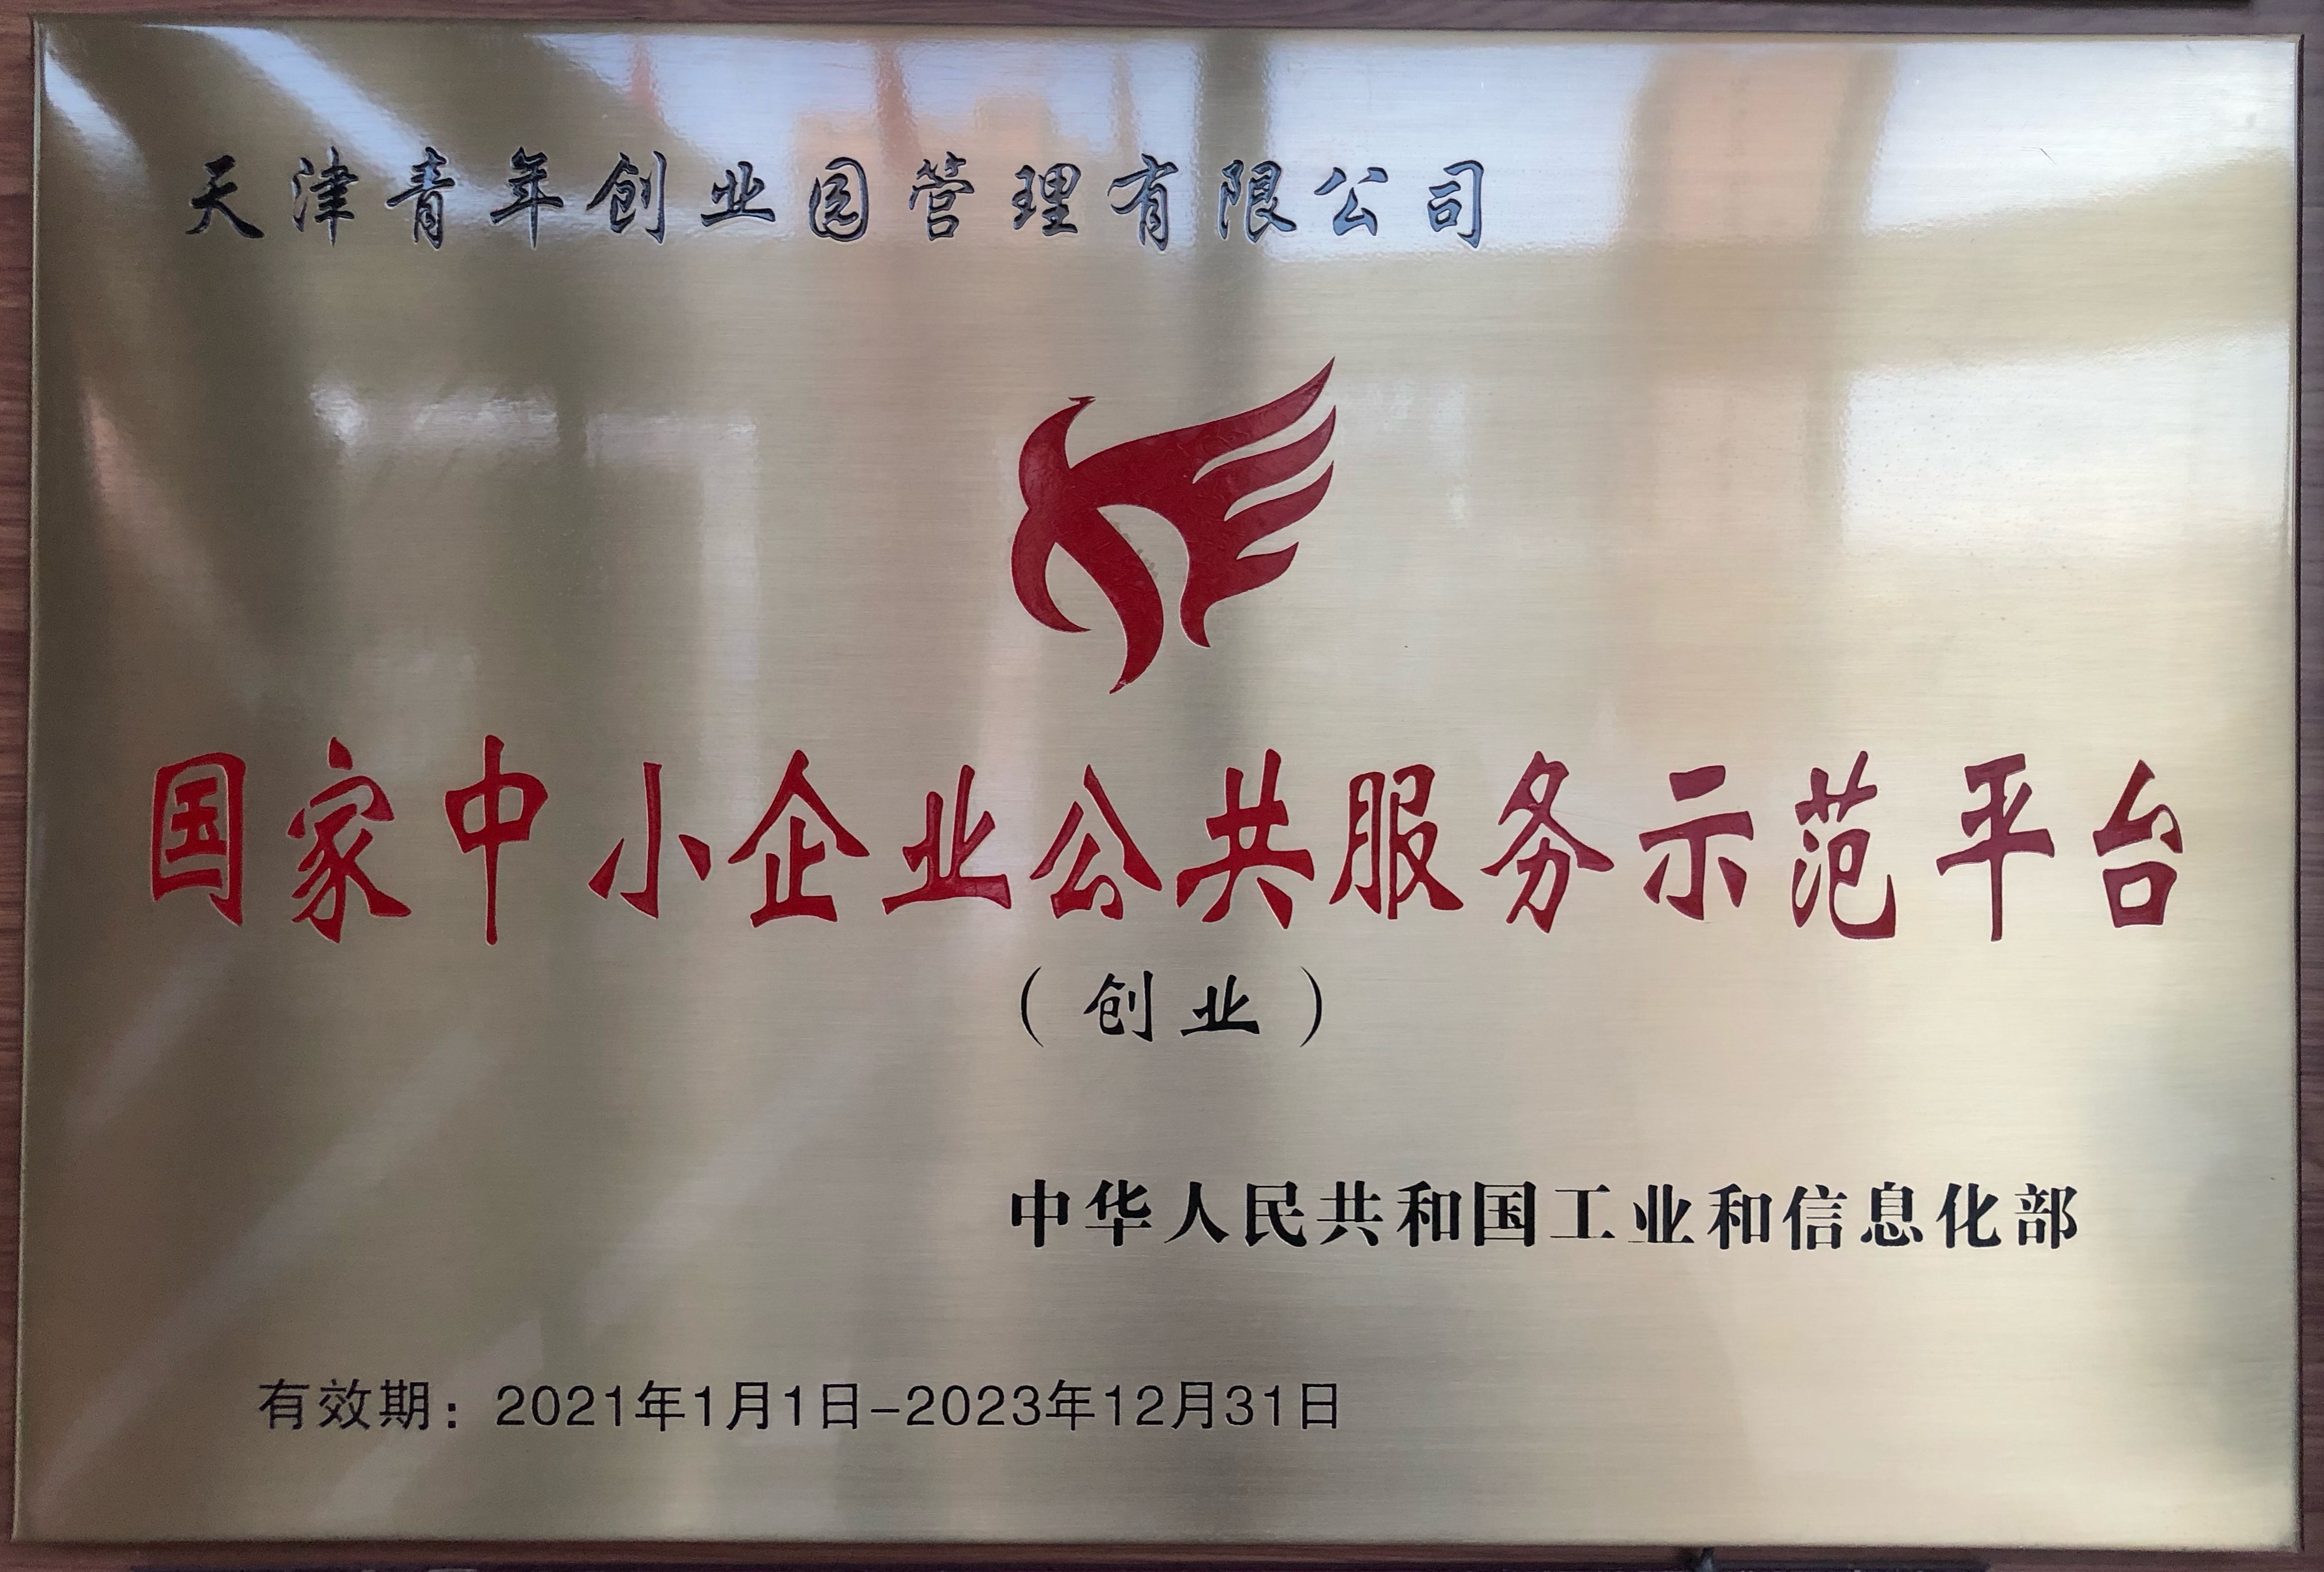 天津青年创业园管理有限公司
国家中小企业公共服务示范平台
（创业）
中华人民共和国工业和信息化部
有效期：2021年1月1日-2023年12月31日